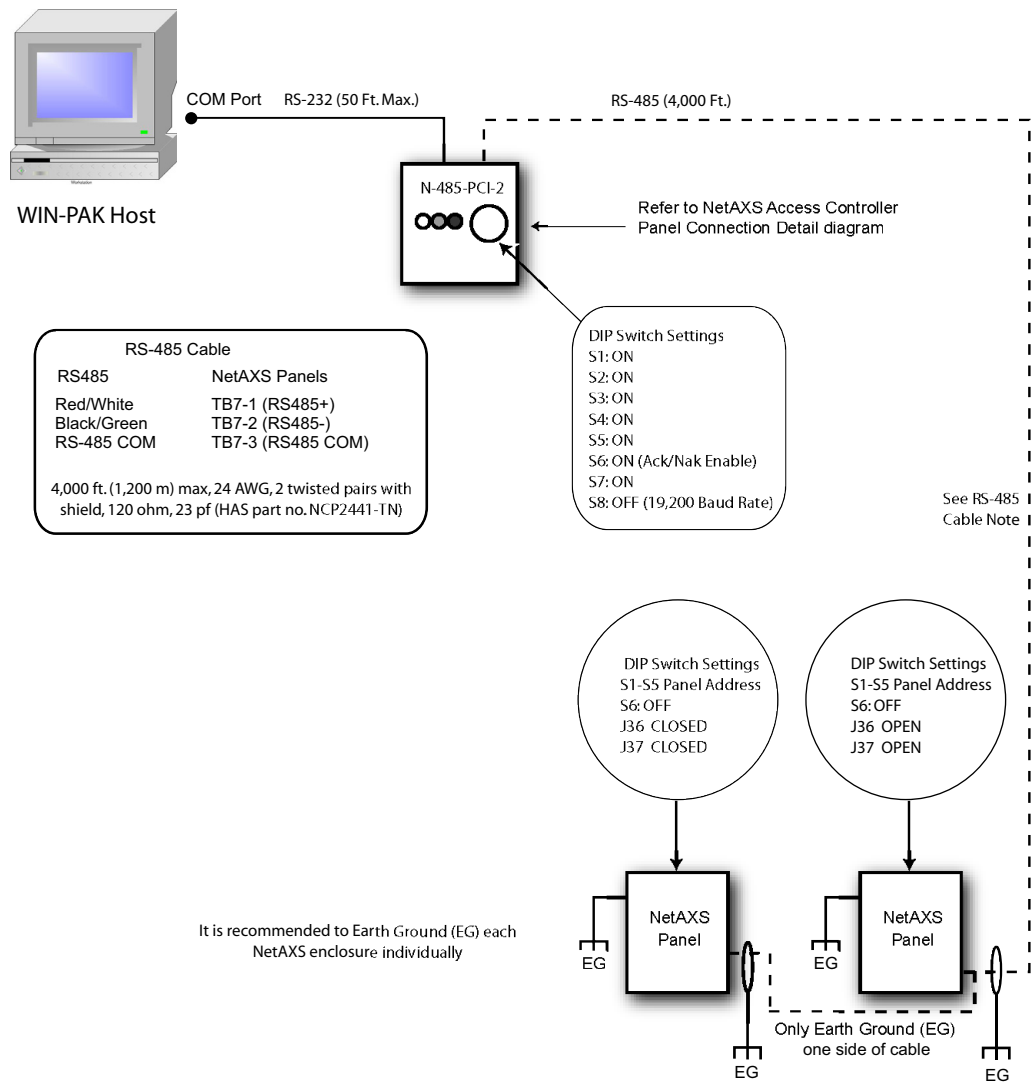 COM Port
RS-232 (50 Ft. Max.)
RS-485 (4,000 Ft.)
WIN-PAK Host
N-485-PCI-2
Refer to NetAXS Access Controller
Panel Connection Detail diagram
RS-485 Cable
RS485 NetAXS Panels
Red/White TB7-1 (RS485+)
Black/Green TB7-2 (RS485-)
RS-485 COM TB7-3 (RS485 COM)
4,000 ft. (1,200 m) max, 24 AWG, 2 twisted pairs with
shield, 120 ohm, 23 pf (HAS part no. NCP2441-TN)
DIP Switch Settings
S1: ON
S2: ON
S3: ON
S4: ON
S5: ON
S6: ON (Ack/Nak Enable)
S7: ON
S8: OFF (19,200 Baud Rate)
See RS-485
Cable Note
DIP Switch Settings
S1-S5 Panel Address
S6: OFF
J36 CLOSED
J37 CLOSED
DIP Switch Settings
S1-S5 Panel Address
S6: OFF
J36 OPEN
J37 OPEN
It is recommended to Earth Ground (EG) each
NetAXS enclosure individually
NetAXS
Panel
EG
EG
NetAXS
Panel
EG
EG
Only Earth Ground (EG)
one side of cable